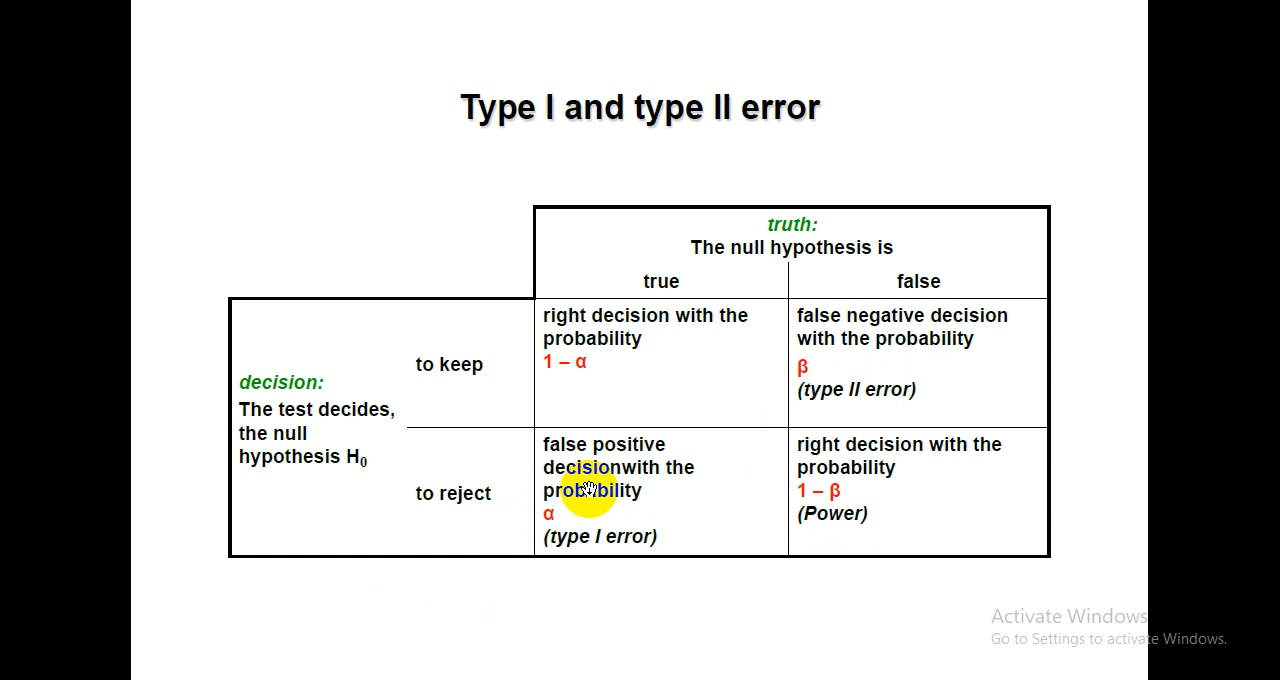 Type I and type II error
truth:
The null hypothesis is
true
false
decision:
The test decides,
the null
hypothesis H₀
to keep
right decision with the
probability
1 – α
false negative decision
with the probability
β
(type II error)
to reject
false positive
decisionwith the
probability
α
(type I error)
right decision with the
probability
1 – β
(Power)
Activate Windows
Go to Settings to activate Windows.